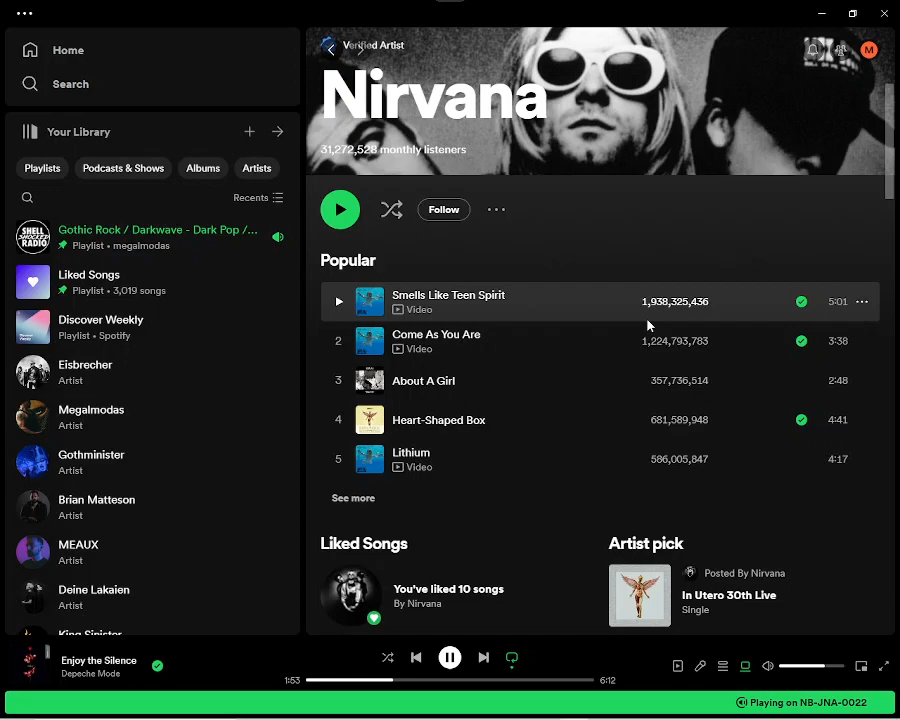 Home
Search
Your Library
Playlists
Podcasts & Shows
Albums
Artists
Recents
SHELL
SHOCKED
RADIO
Gothic Rock / Darkwave - Dark Pop /...
Playlist • megalmodas
Liked Songs
Playlist • 3,019 songs
Discover Weekly
Playlist • Spotify
Eisbrecher
Artist
Megalmodas
Artist
Gothminister
Artist
Brian Matteson
Artist
MEAUX
Artist
Deine Lakaien
Artist
King Sinister
Verified Artist
M
Nirvana
31,272,528 monthly listeners
Follow
Popular
Smells Like Teen Spirit
Video
1,938,325,436
5:01
2
Come As You Are
Video
1,224,793,783
3:38
3
About A Girl
357,736,514
2:48
4
Heart-Shaped Box
681,589,948
4:41
5
Lithium
Video
586,005,847
4:17
See more
Liked Songs
You've liked 10 songs
By Nirvana
Artist pick
Posted By Nirvana
In Utero 30th Live
Single
Enjoy the Silence
Depeche Mode
1:53
6:12
Playing on NB-JNA-0022